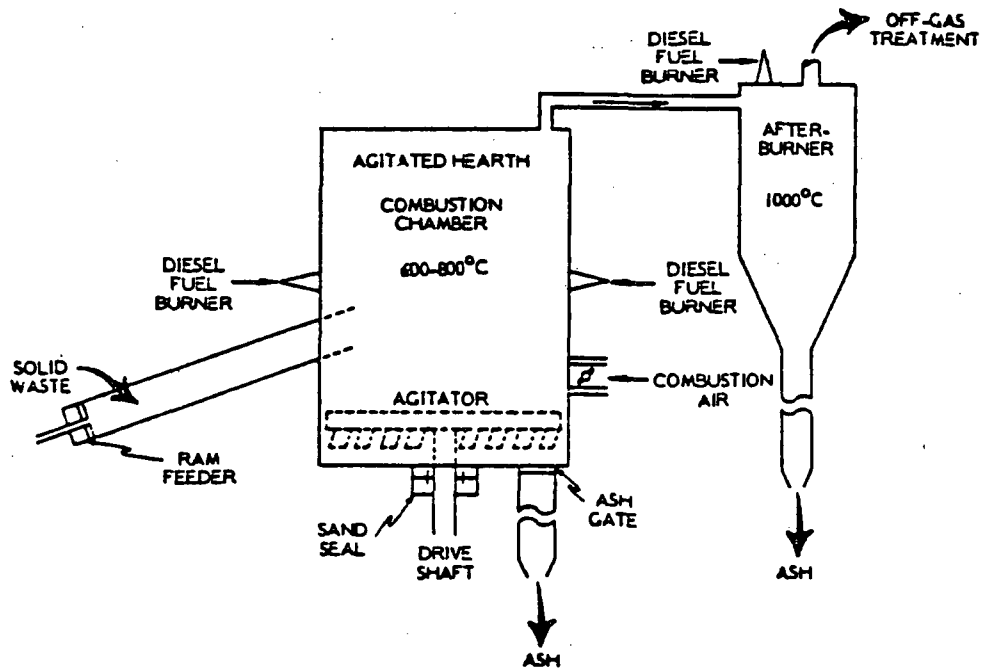 OFF-GAS
TREATMENT
DIESEL
FUEL
BURNER
AFTER-
BURNER
1000°C
AGITATED HEARTH
COMBUSTION
CHAMBER
600-800°C
DIESEL
FUEL
BURNER
DIESEL
FUEL
BURNER
SOLID
WASTE
RAM
FEEDER
COMBUSTION
AIR
AGITATOR
SAND
SEAL
DRIVE
SHAFT
ASH
GATE
ASH
ASH